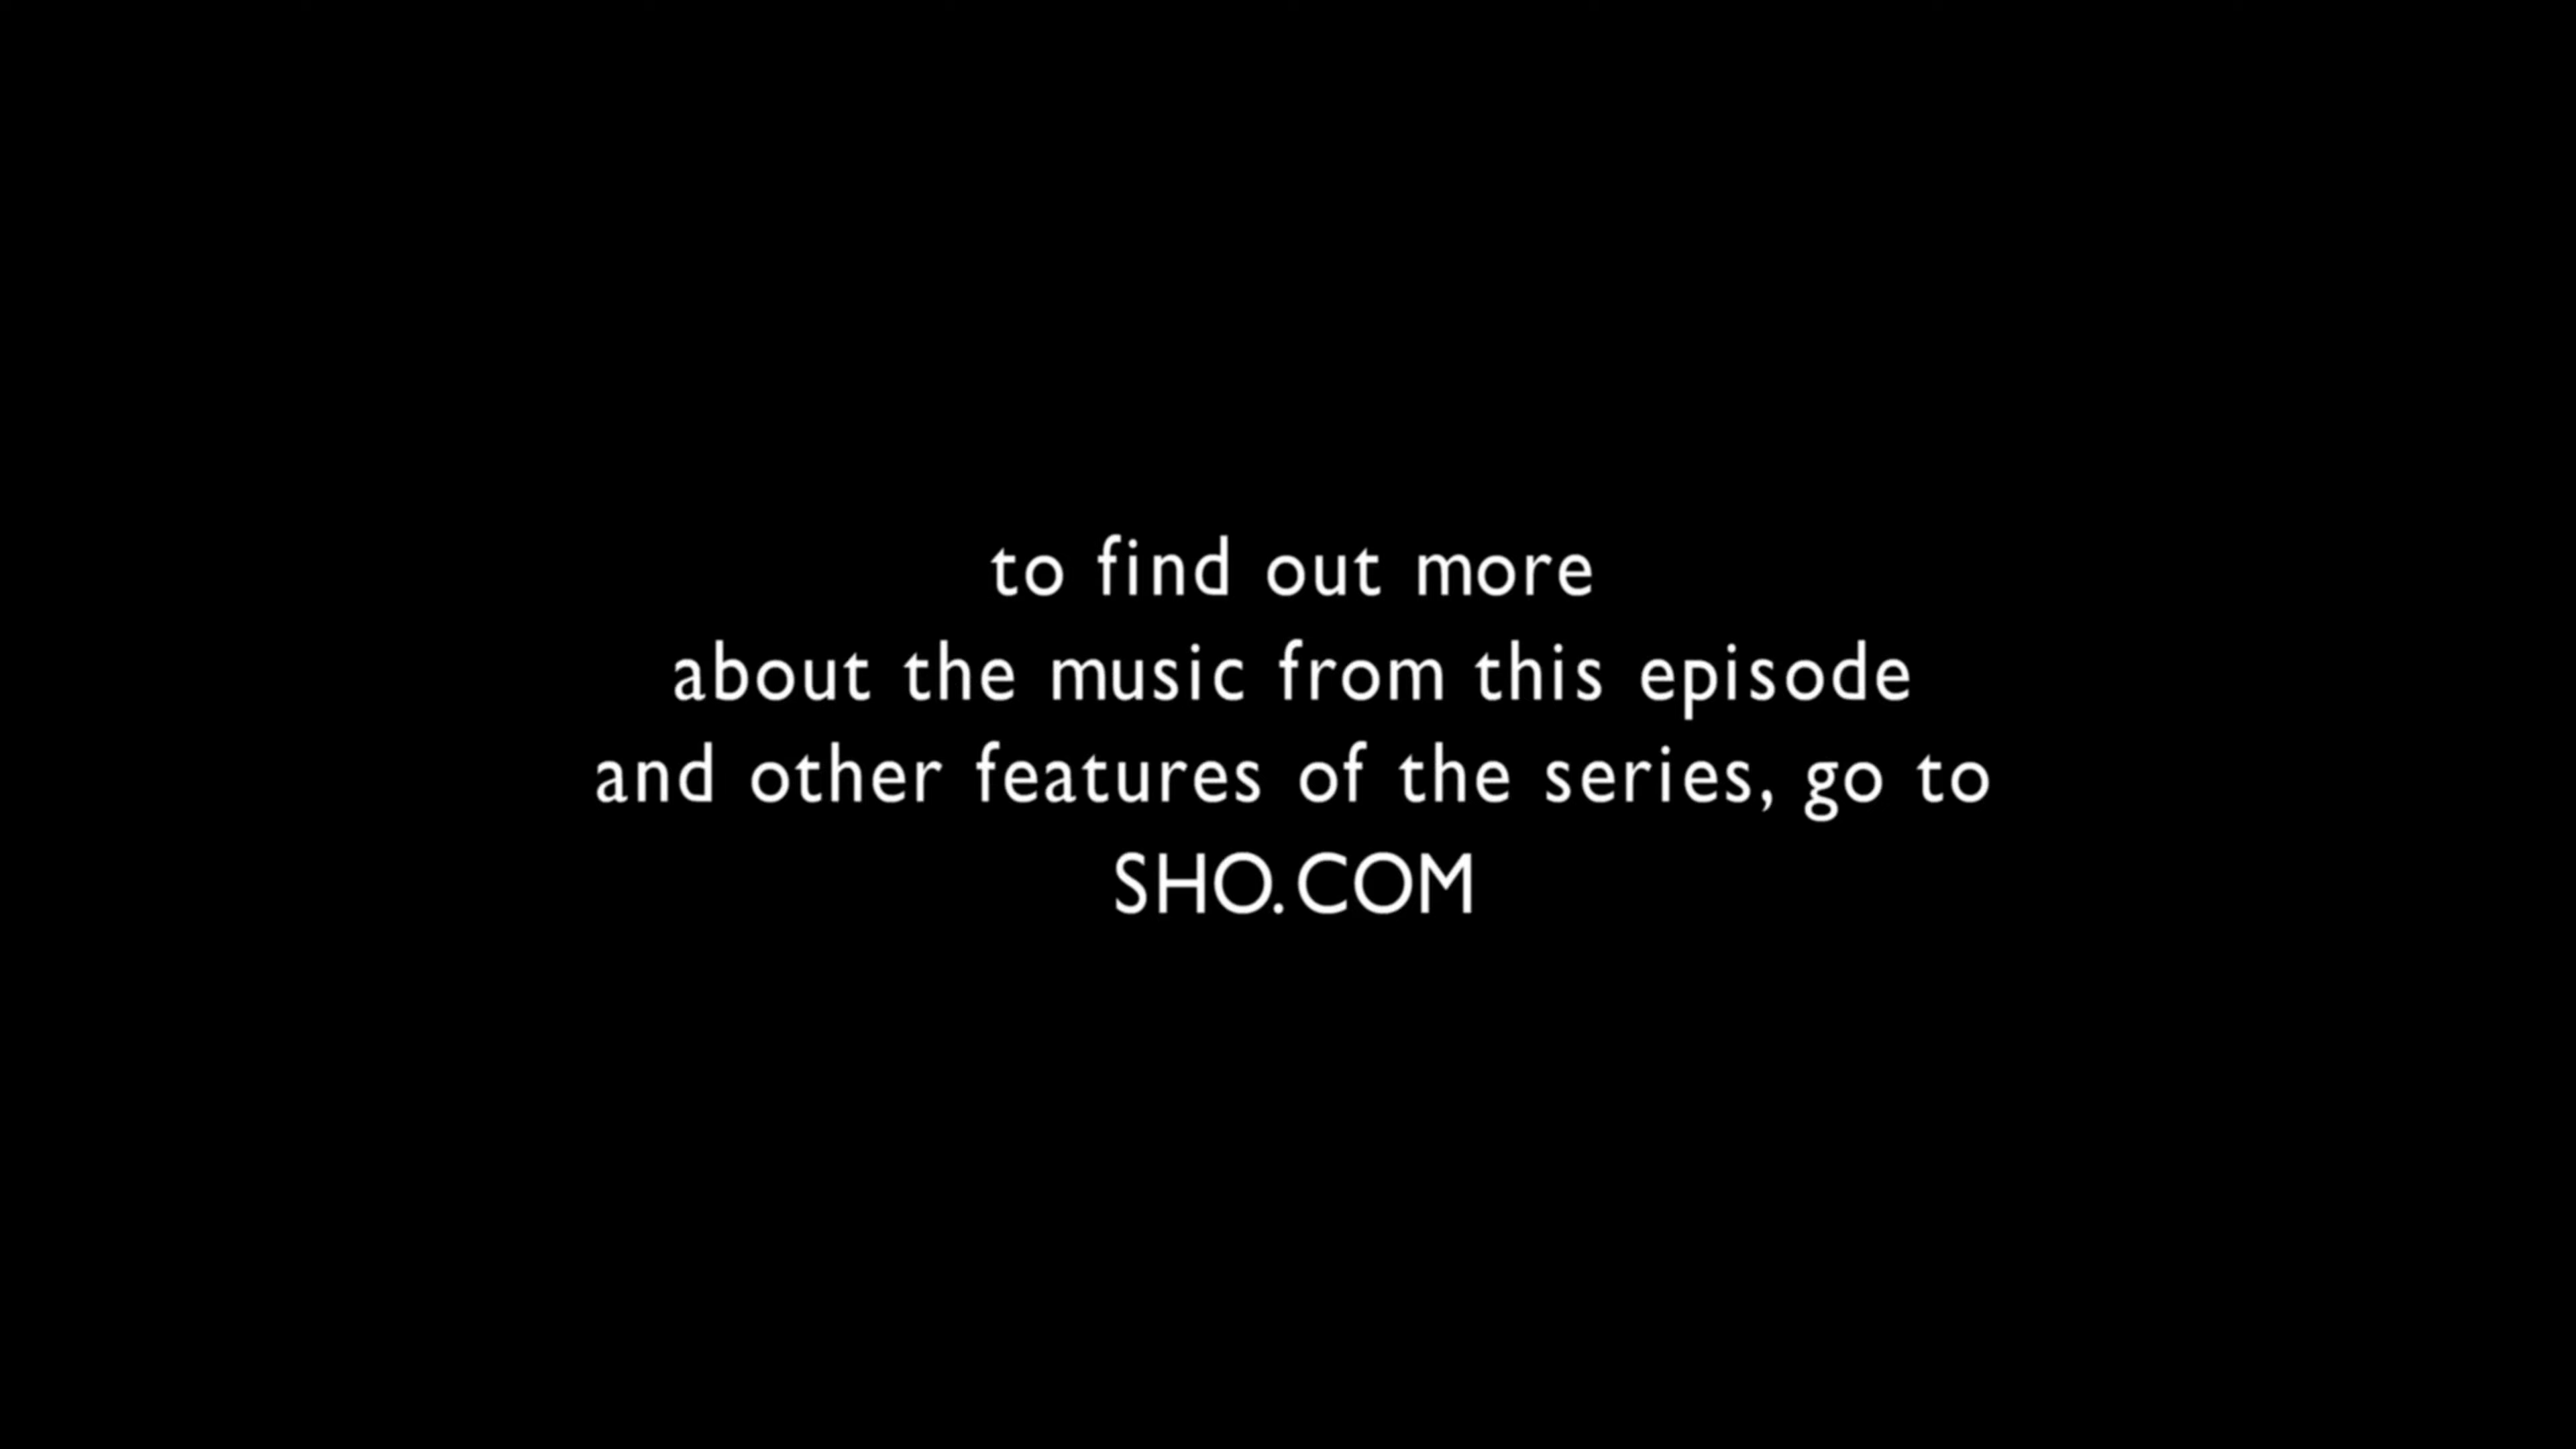 to find out more
about the music from this episode
and other features of the series, go to
SHO.COM